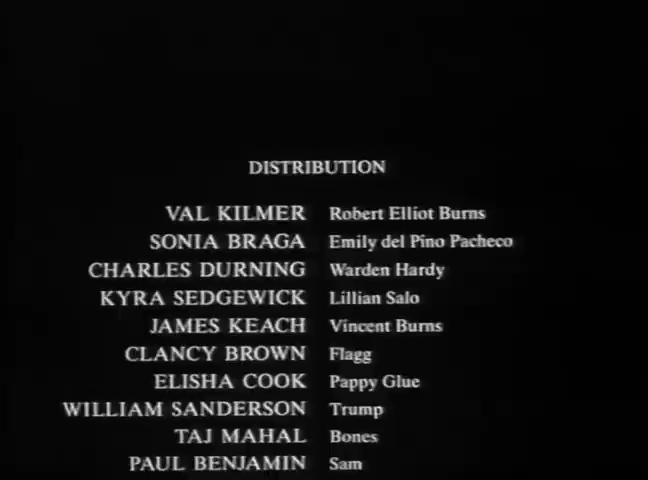 DISTRIBUTION
VAL KILMER Robert Elliot Burns
SONIA BRAGA Emily del Pino Pacheco
CHARLES DURNING Warden Hardy
KYRA SEDGEWICK Lillian Salo
JAMES KEACH Vincent Burns
CLANCY BROWN Flagg
ELISHA COOK Pappy Glue
WILLIAM SANDERSON Trump
TAJ MAHAL Bones
PAUL BENJAMIN Sam